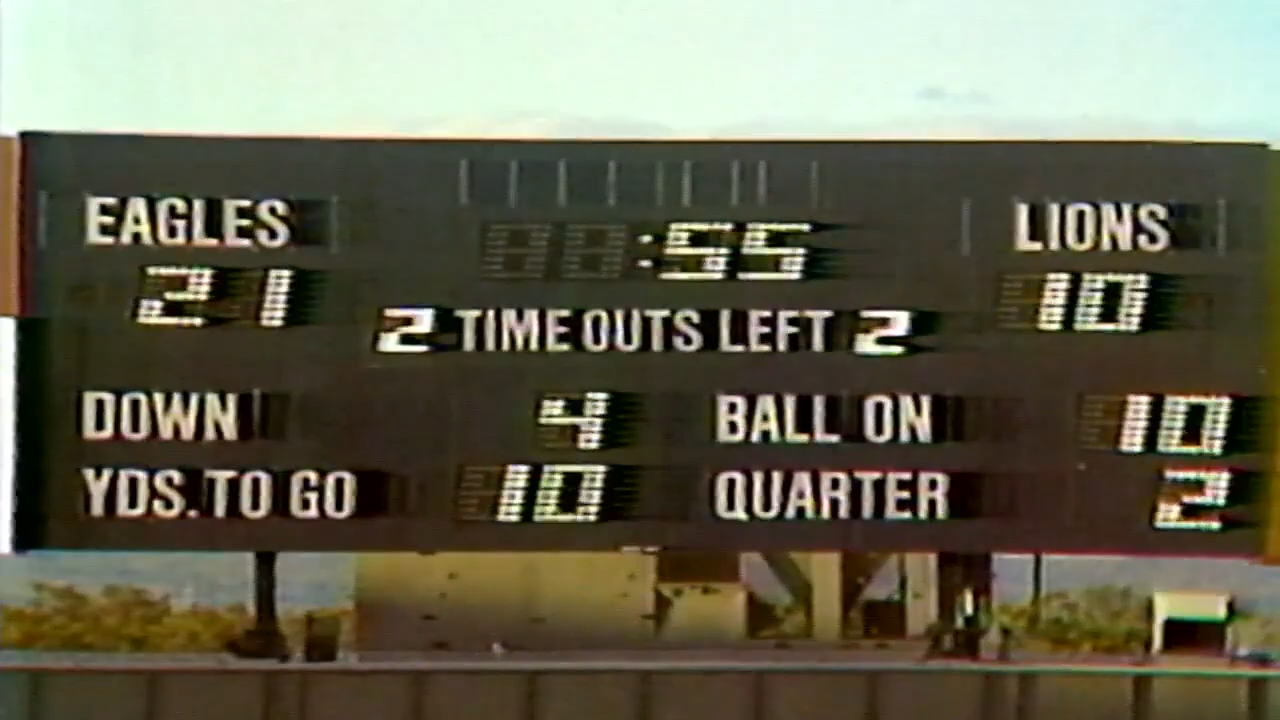 EAGLES :55 LIONS
21 10
2 TIME OUTS LEFT 2
DOWN 4 BALL ON 10
YDS. TO GO 10 QUARTER 2